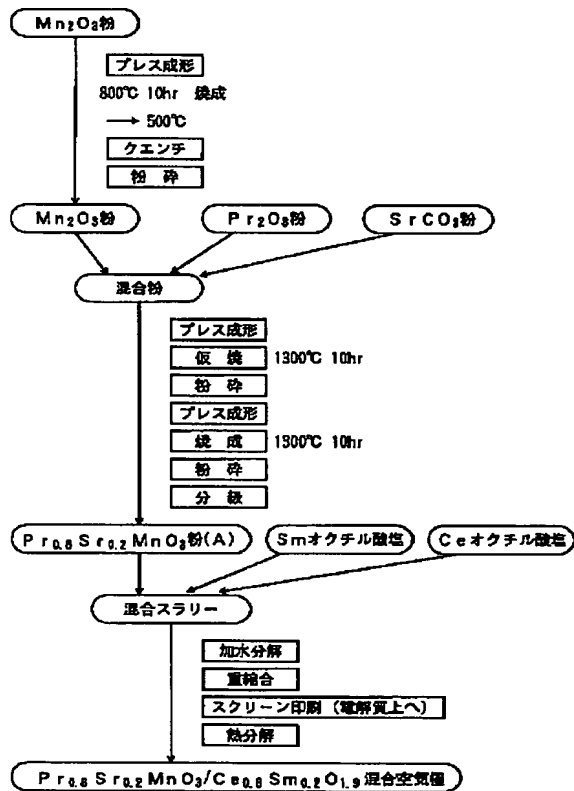 Mn₂O₃粉
プレス成形
800℃ 10hr 焼成
→ 500℃
クエンチ
粉砕
Mn₂O₃粉 Pr₂O₃粉 SrCO₃粉
混合粉
プレス成形
仮焼 1300℃ 10hr
粉砕
プレス成形
焼成 1300℃ 10hr
粉砕
分級
Pr₀.₈Sr₀.₂MnO₃粉(A) Smオクチル酸塩 Ceオクチル酸塩
混合スラリー
加水分解
重縮合
スクリーン印刷(電解質上へ)
熱分解
Pr₀.₈Sr₀.₂MnO₃/Ce₀.₈Sm₀.₂O₁.₉混合空気極